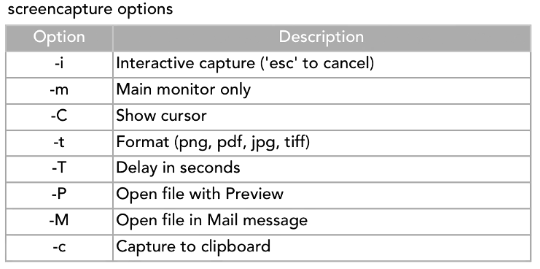 screencapture options
Option Description
-i Interactive capture ('esc' to cancel)
-m Main monitor only
-C Show cursor
-t Format (png, pdf, jpg, tiff)
-T Delay in seconds
-P Open file with Preview
-M Open file in Mail message
-c Capture to clipboard